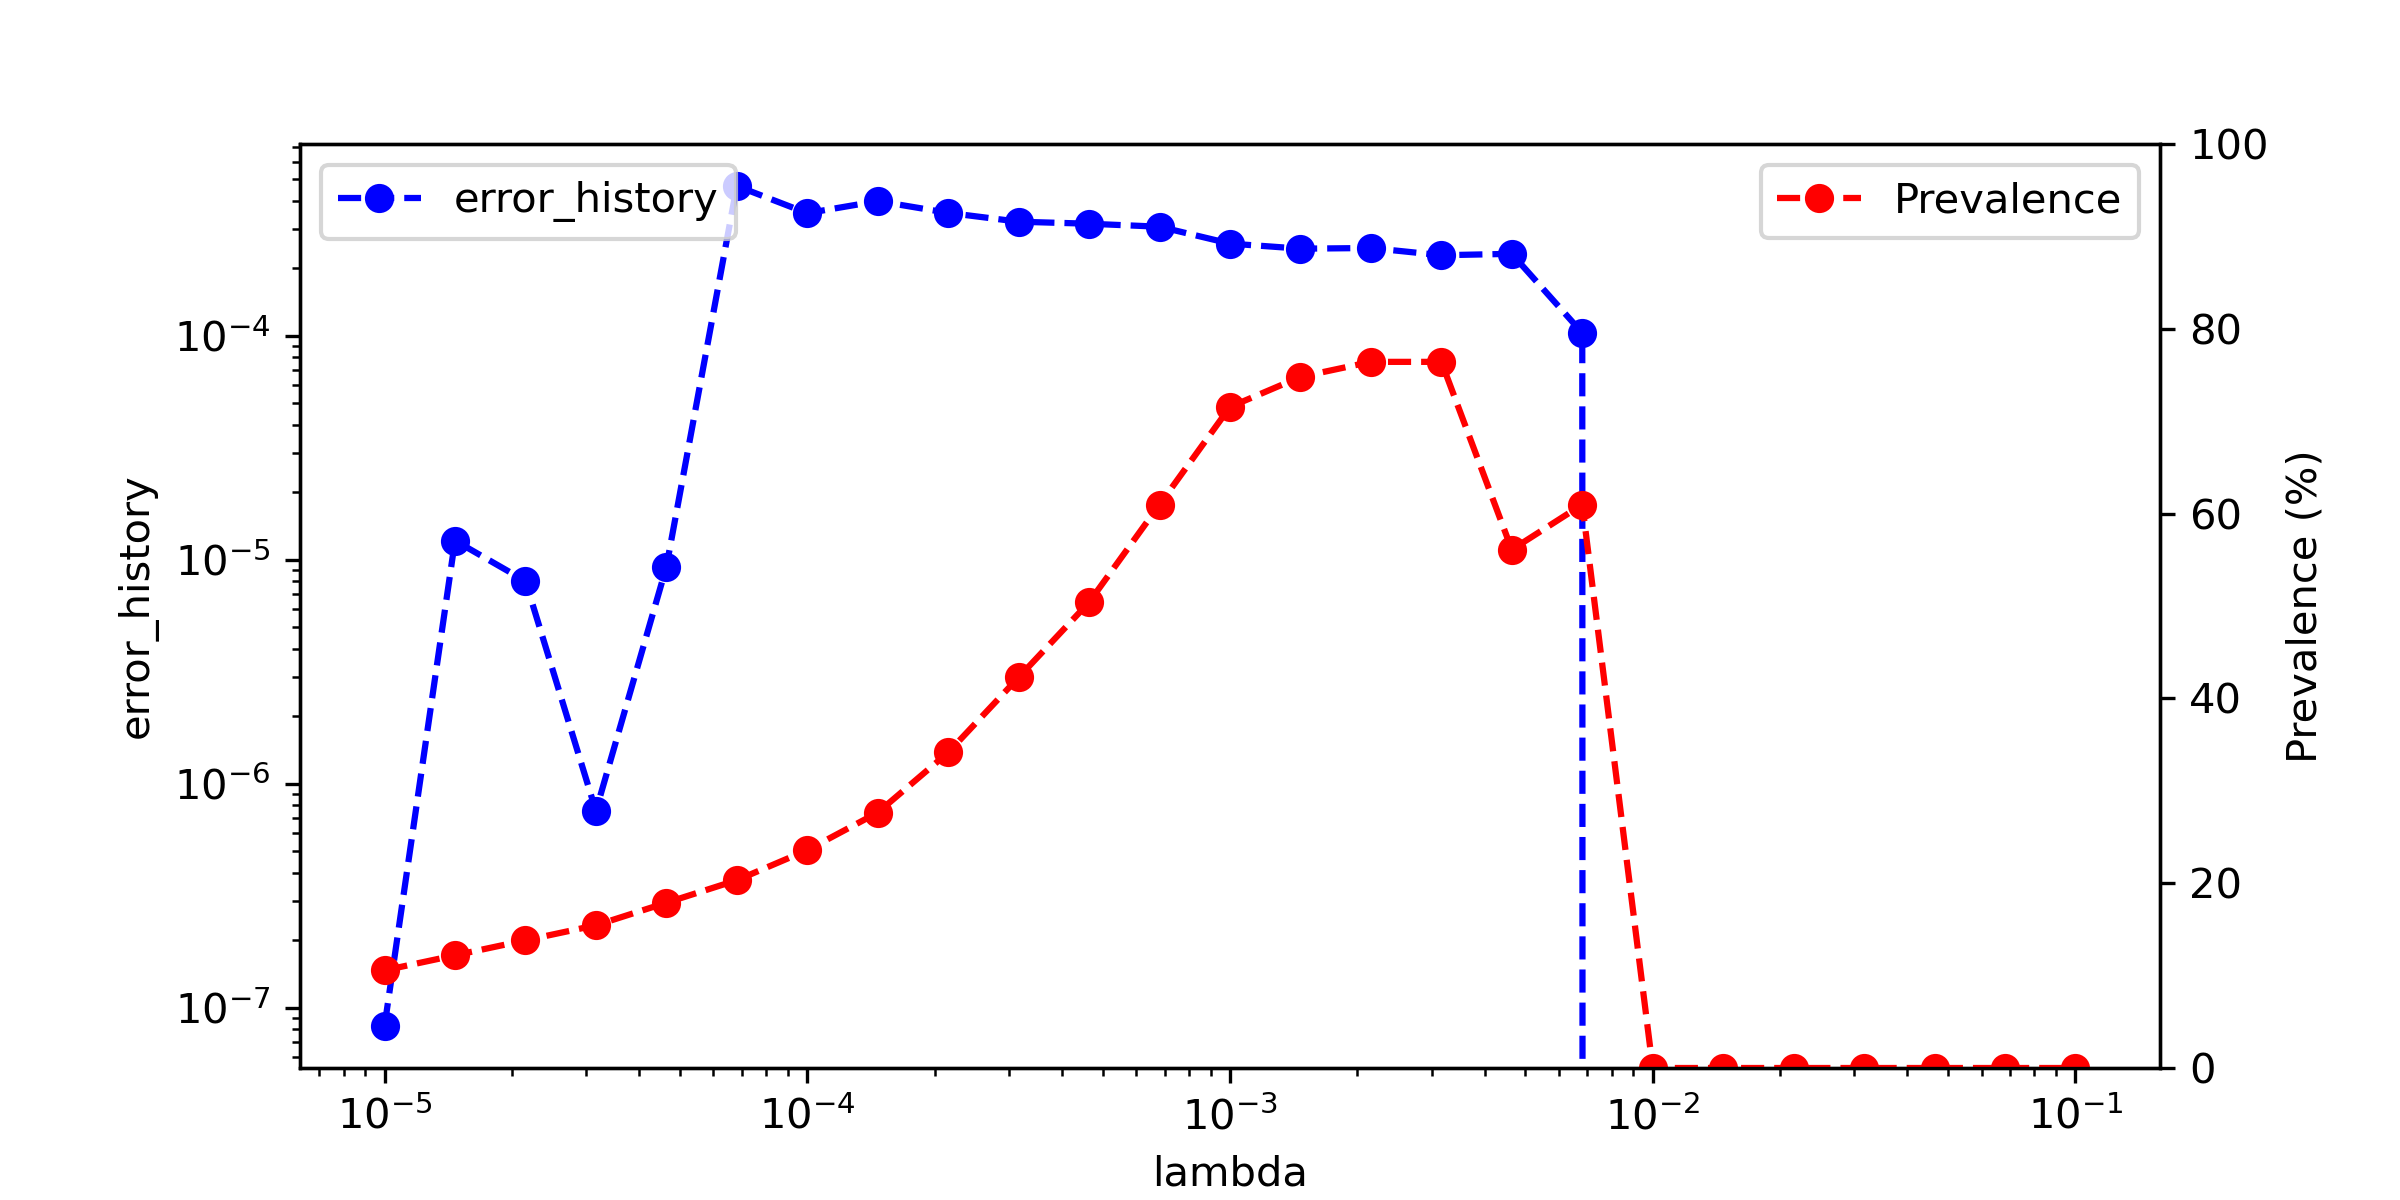 error_history
Prevalence
100
80
60
40
20
0
10⁻⁴
10⁻⁵
10⁻⁶
10⁻⁷
error_history
Prevalence (%)
10⁻⁵ 10⁻⁴ 10⁻³ 10⁻² 10⁻¹
lambda